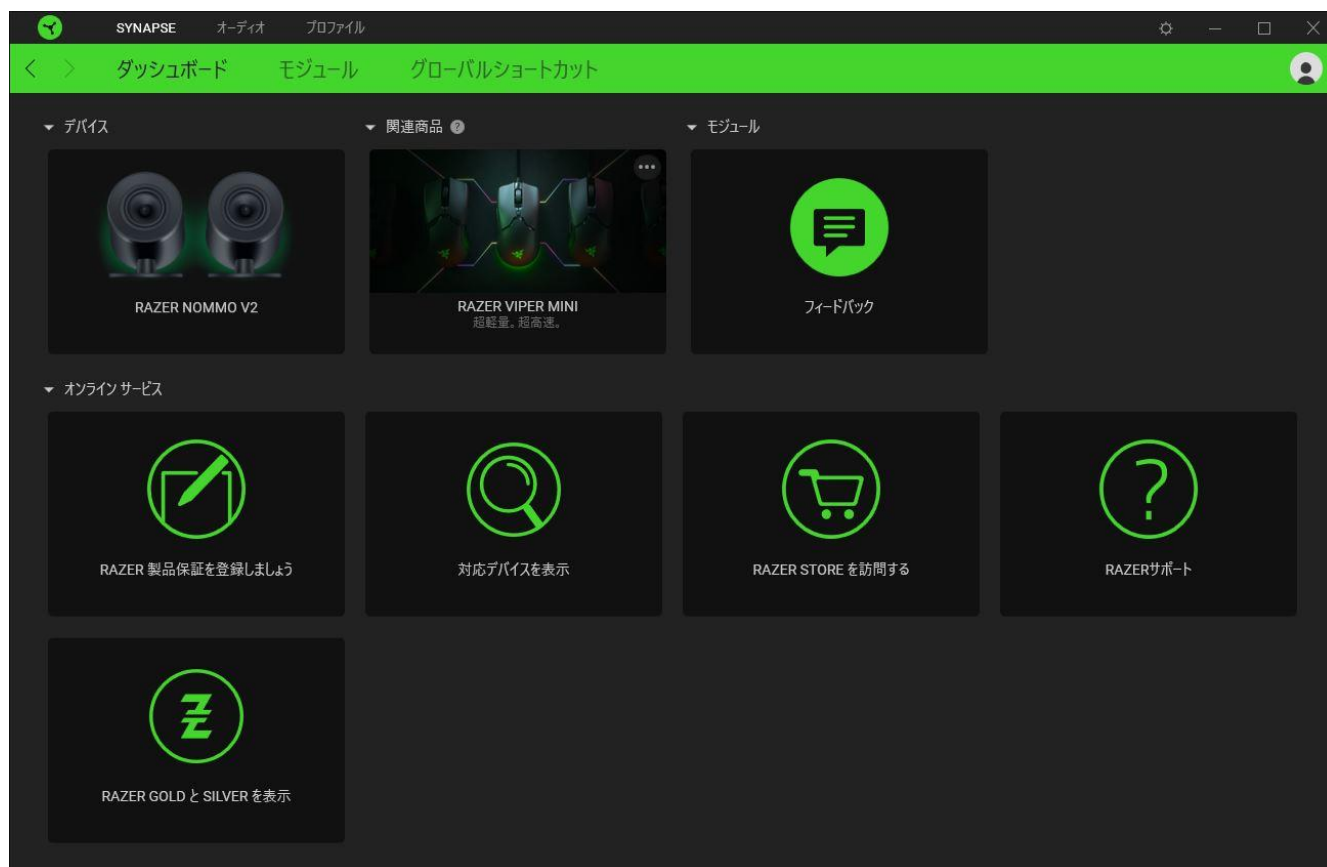 SYNAPSE オーディオ プロファイル
ダッシュボード モジュール グローバルショートカット
デバイス
関連商品 ?
モジュール
RAZER NOMMO V2
RAZER VIPER MINI
超軽量。超高速。
フィードバック
オンライン サービス
RAZER 製品保証を登録しましょう
対応デバイスを表示
RAZER STORE を訪問する
RAZERサポート
RAZER GOLD と SILVER を表示